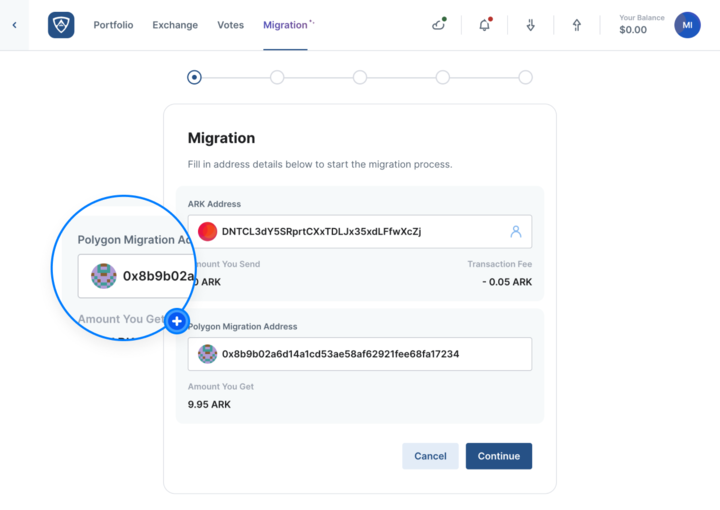 Portfolio Exchange Votes Migration Your Balance
$0.00 MI
Migration
Fill in address details below to start the migration process.
ARK Address
DNTCL3dY5SRprtCXxTDLJx35xdLFfwXcZj
mount You Send Transaction Fee
0 ARK - 0.05 ARK
Polygon Migration Ad
0x8b9b02a
Amount You Get
Polygon Migration Address
0x8b9b02a6d14a1cd53ae58af62921fee68fa17234
Amount You Get
9.95 ARK
Cancel Continue